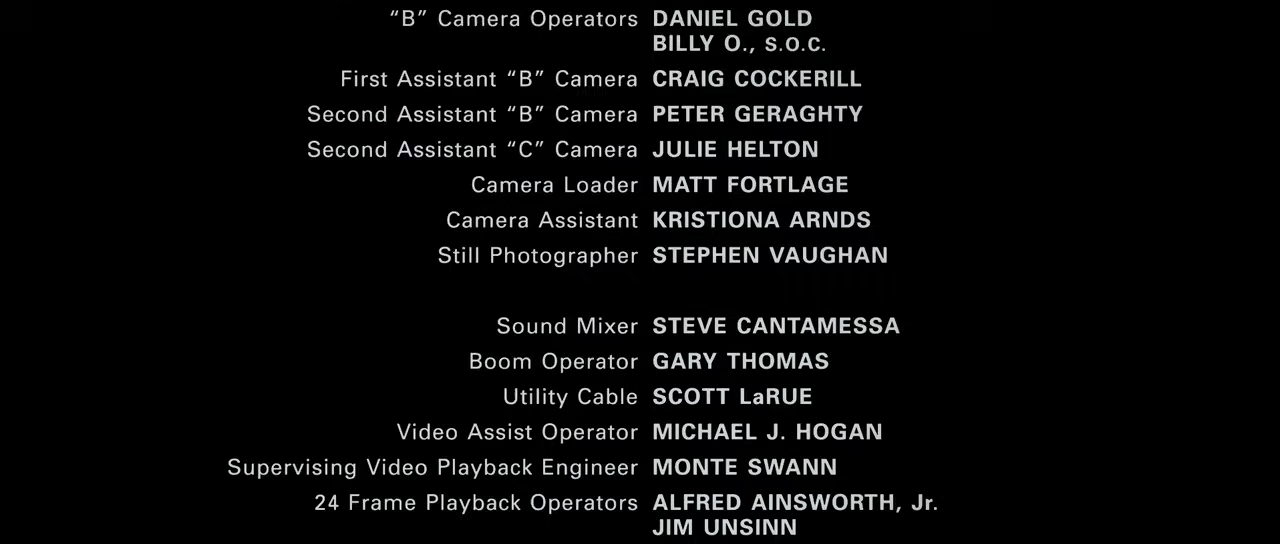 “B” Camera Operators DANIEL GOLD
BILLY O., S.O.C.
First Assistant “B” Camera CRAIG COCKERILL
Second Assistant “B” Camera PETER GERAGHTY
Second Assistant “C” Camera JULIE HELTON
Camera Loader MATT FORTLAGE
Camera Assistant KRISTIONA ARNDS
Still Photographer STEPHEN VAUGHAN
Sound Mixer STEVE CANTAMESSA
Boom Operator GARY THOMAS
Utility Cable SCOTT LaRUE
Video Assist Operator MICHAEL J. HOGAN
Supervising Video Playback Engineer MONTE SWANN
24 Frame Playback Operators ALFRED AINSWORTH, Jr.
JIM UNSINN